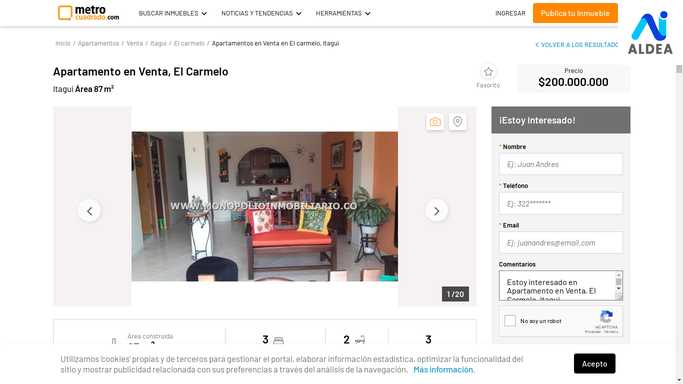 metro
cuadrado.com
BUSCAR INMUEBLES
NOTICIAS Y TENDENCIAS
HERRAMIENTAS
INGRESAR
Publica tu Inmueble
AI
ALDEA
Inicio / Apartamentos / Venta / Itagui / El carmelo / Apartamentos en Venta en El carmelo, Itagui
< VOLVER A LOS RESULTADO
Apartamento en Venta, El Carmelo
Itagui Área 87 m²
Favorito
Precio
$200.000.000
WWW.MONOPOLIOINMOBILIARIO.CO
1 / 20
¡Estoy Interesado!
* Nombre
Ej: Juan Andres
* Teléfono
Ej: 322*******
* Email
Ej: juanandres@email.com
Comentarios
Estoy interesado en
Apartamento en Venta, El
Carmelo, Itagui
No soy un robot
reCAPTCHA
Privacidad - Términos
Área construida
3
2
3
Utilizamos 'cookies' propias y de terceros para gestionar el portal, elaborar información estadística, optimizar la funcionalidad del
sitio y mostrar publicidad relacionada con sus preferencias a través del análisis de la navegación. Más información.
Acepto